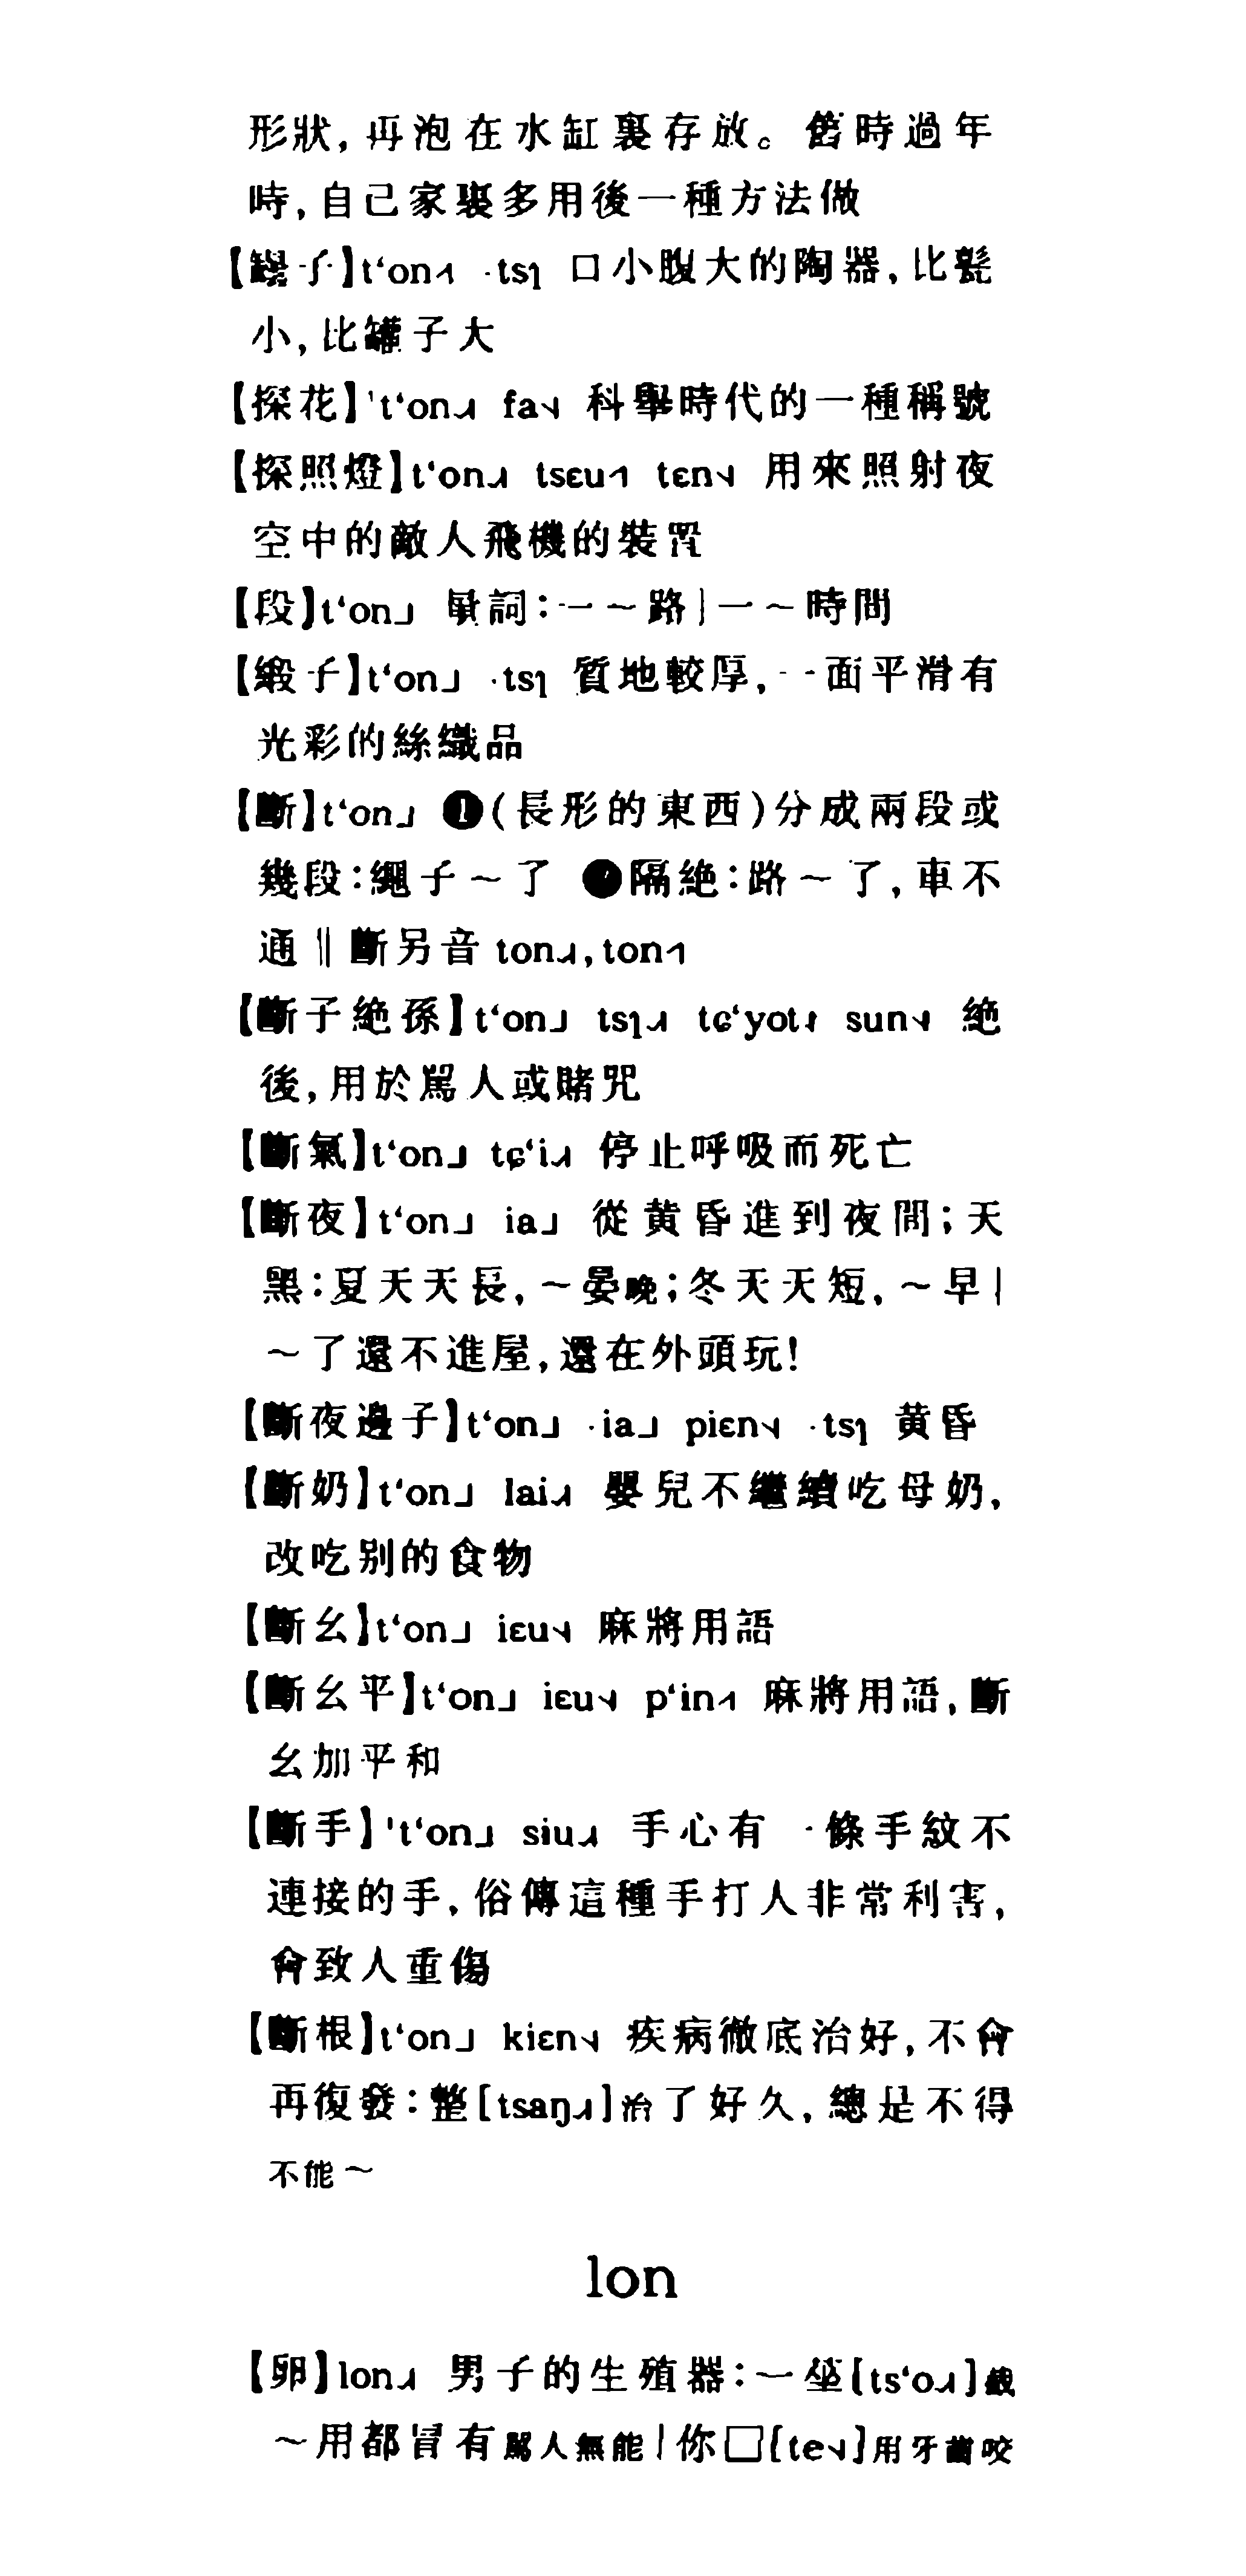 形狀,再泡在水缸裏存放。舊時過年
時,自己家裏多用後一種方法做
【罎子】t‘on˧˥ ·tsɿ 口小腹大的陶器,比甏
小,比罐子大
【探花】't‘on˨˩ fa˧˨ 科舉時代的一種稱號
【探照燈】t‘on˨˩ tsɛu˦˥ tɛn˧˨ 用來照射夜
空中的敵人飛機的裝置
【段】t‘on˩ 量詞:一~路|一~時間
【緞子】t‘on˩ ·tsɿ 質地較厚,一面平滑有
光彩的絲織品
【斷】t‘on˩ ❶(長形的東西)分成兩段或
幾段:繩子~了 ❷隔絶:路~了,車不
通‖斷另音 ton˨˩,ton˦˥
【斷子絶孫】t‘on˩ tsɿ˨˩ tɕ‘yot sun˧˨ 絶
後,用於駡人或賭咒
【斷氣】t‘on˩ tɕ‘i˨˩ 停止呼吸而死亡
【斷夜】t‘on˩ ia˩ 從黄昏進到夜間;天
黑:夏天天長,~晏晚;冬天天短,~早|
~了還不進屋,還在外頭玩!
【斷夜邊子】t‘on˩ ·ia˩ piɛn˧˨ ·tsɿ 黄昏
【斷奶】t‘on˩ lai˨˩ 嬰兒不繼續吃母奶,
改吃别的食物
【斷幺】t‘on˩ iɛu˧˨ 麻將用語
【斷幺平】t‘on˩ iɛu˧˨ p‘in˧˥ 麻將用語,斷
幺加平和
【斷手】't‘on˩ siu˨˩ 手心有一條手紋不
連接的手,俗傳這種手打人非常利害,
會致人重傷
【斷根】t‘on˩ kiɛn˧˨ 疾病徹底治好,不會
再復發:整[tsaŋ˨˩]治了好久,總是不得
不能~
lon
【卵】lon˨˩ 男子的生殖器:一坐[ts‘o˨˩]截
~用都冒有駡人無能|你□[te˧˨]用牙齒咬